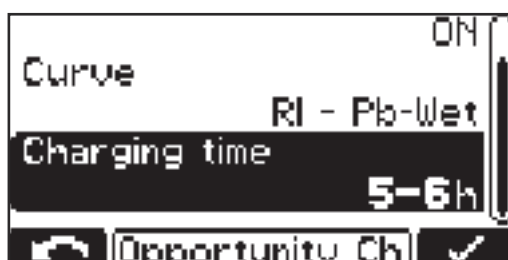 ON
Curve
RI - Pb-Wet
Charging time
5-6h
Opportunity Ch